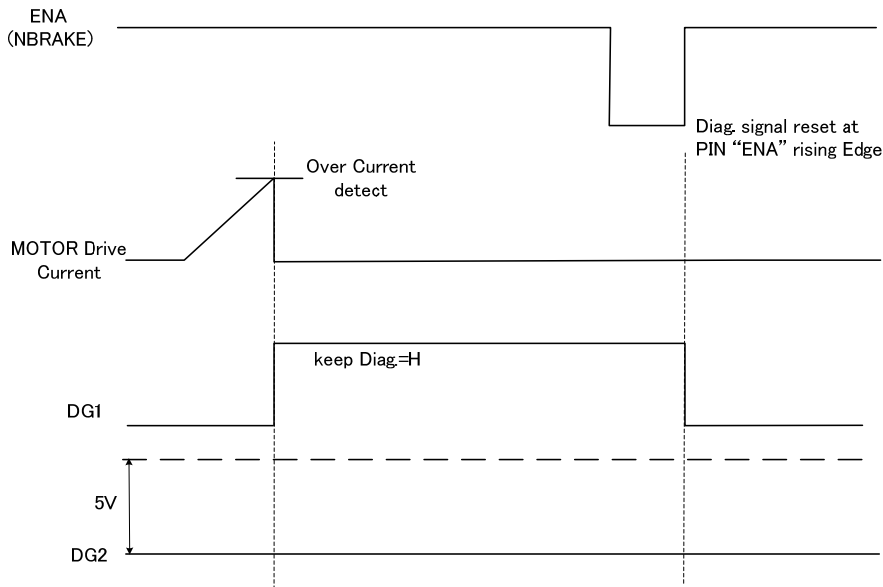 ENA
(NBRAKE)
Diag. signal reset at
PIN “ENA” rising Edge
Over Current
detect
MOTOR Drive
Current
keep Diag.=H
DG1
5V
DG2